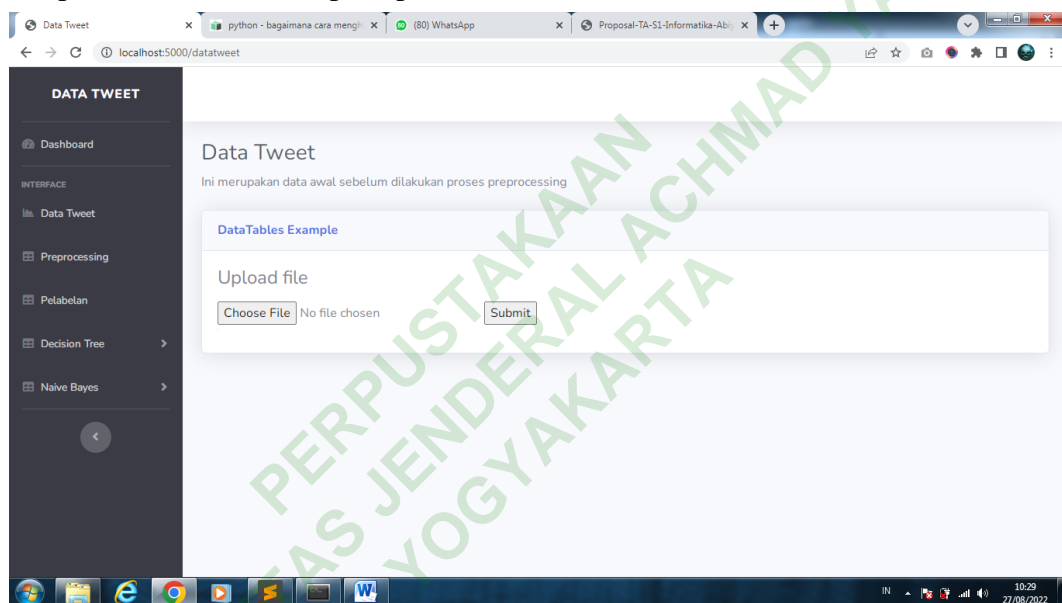 Data Tweet
python - bagaimana cara mengh
(80) WhatsApp
Proposal-TA-S1-Informatika-Abiy
localhost:5000/datatweet
DATA TWEET
Dashboard
INTERFACE
Data Tweet
Preprocessing
Pelabelan
Decision Tree
Naive Bayes
Data Tweet
Ini merupakan data awal sebelum dilakukan proses preprocessing
DataTables Example
Upload file
Choose File No file chosen
Submit
PERPUSTAKAAN
TAS JENDERAL ACHMAD Y
YOGYAKARTA
IN
10:29
27/08/2022